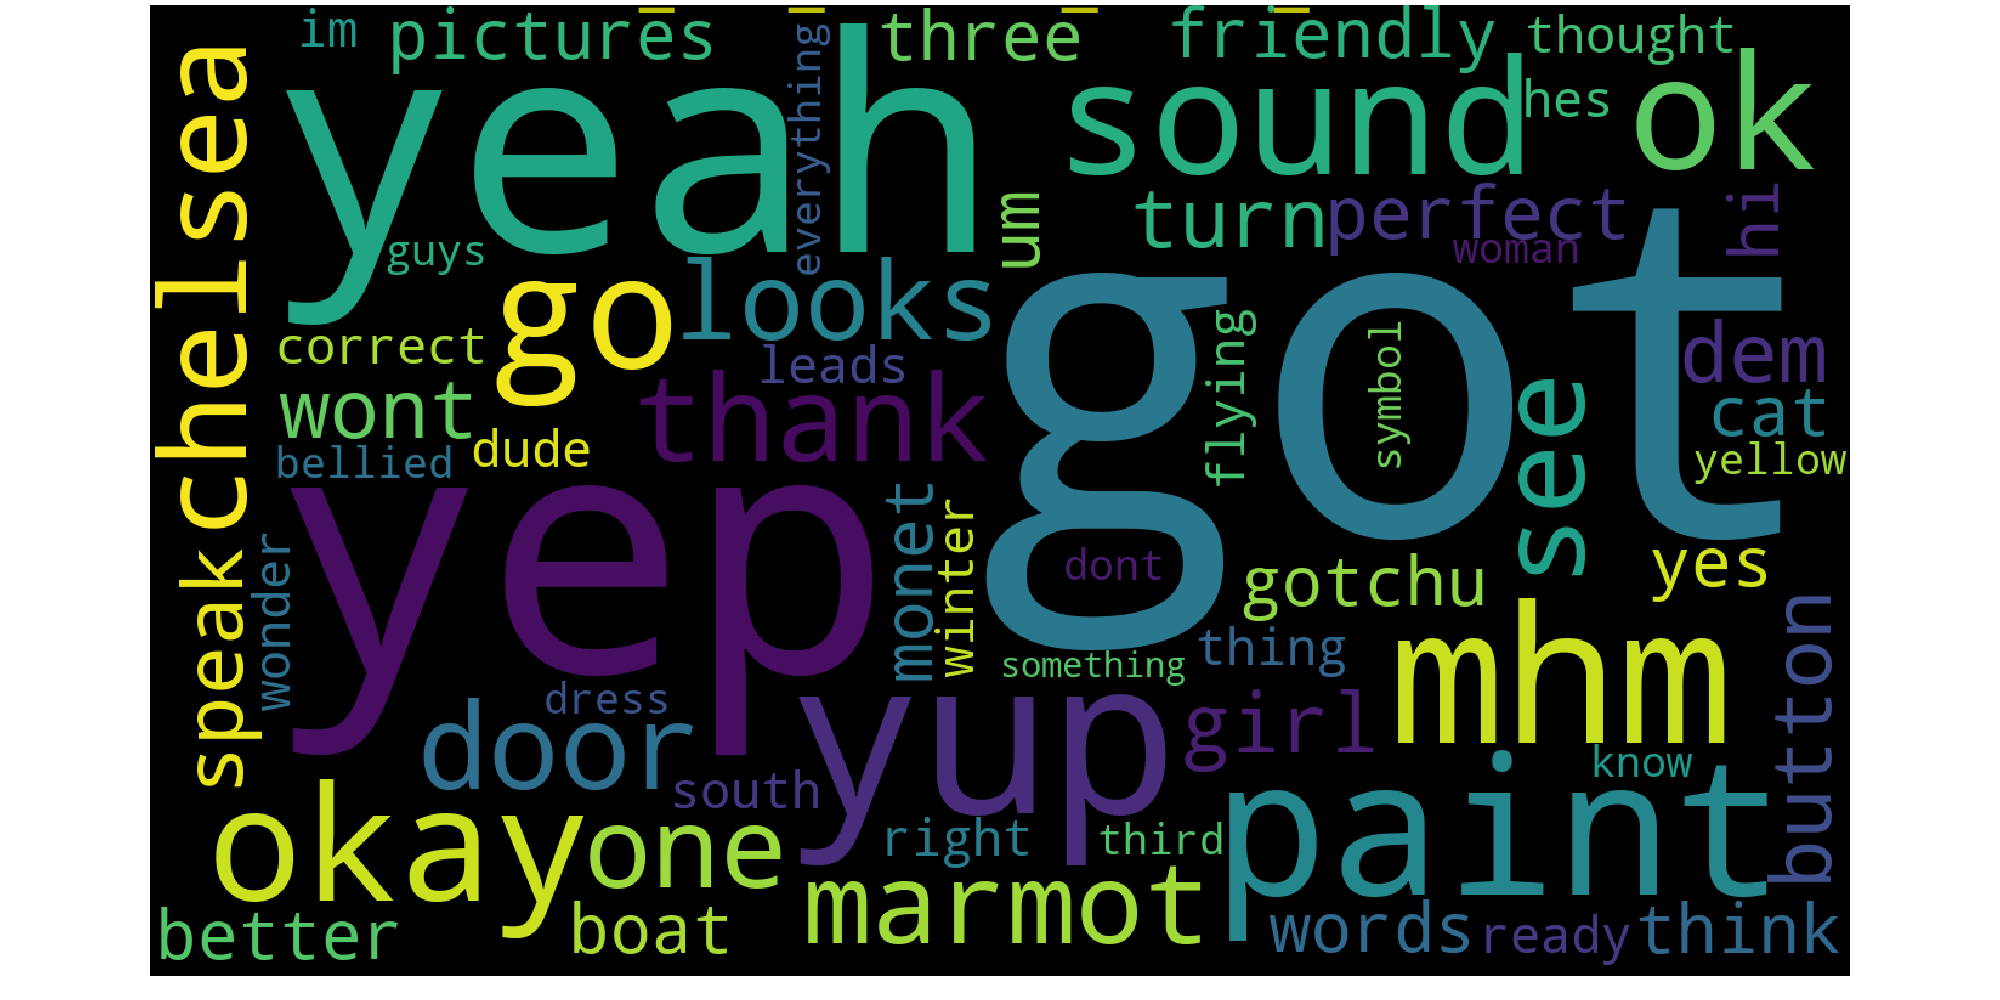 im
pictures
three
friendly
thought
yeah
everything
sound
hes
ok
chelsea
guys
um
turn
perfect
woman
hi
go
looks
got
correct
leads
flying
symbol
see
dem
wont
thank
cat
bellied
dude
yellow
yep
monet
winter
dont
gotchu
yes
speak
wonder
something
thing
mhm
button
dress
door
yup
girl
south
know
okay
one
right
third
paint
better
boat
marmot
words
ready
think